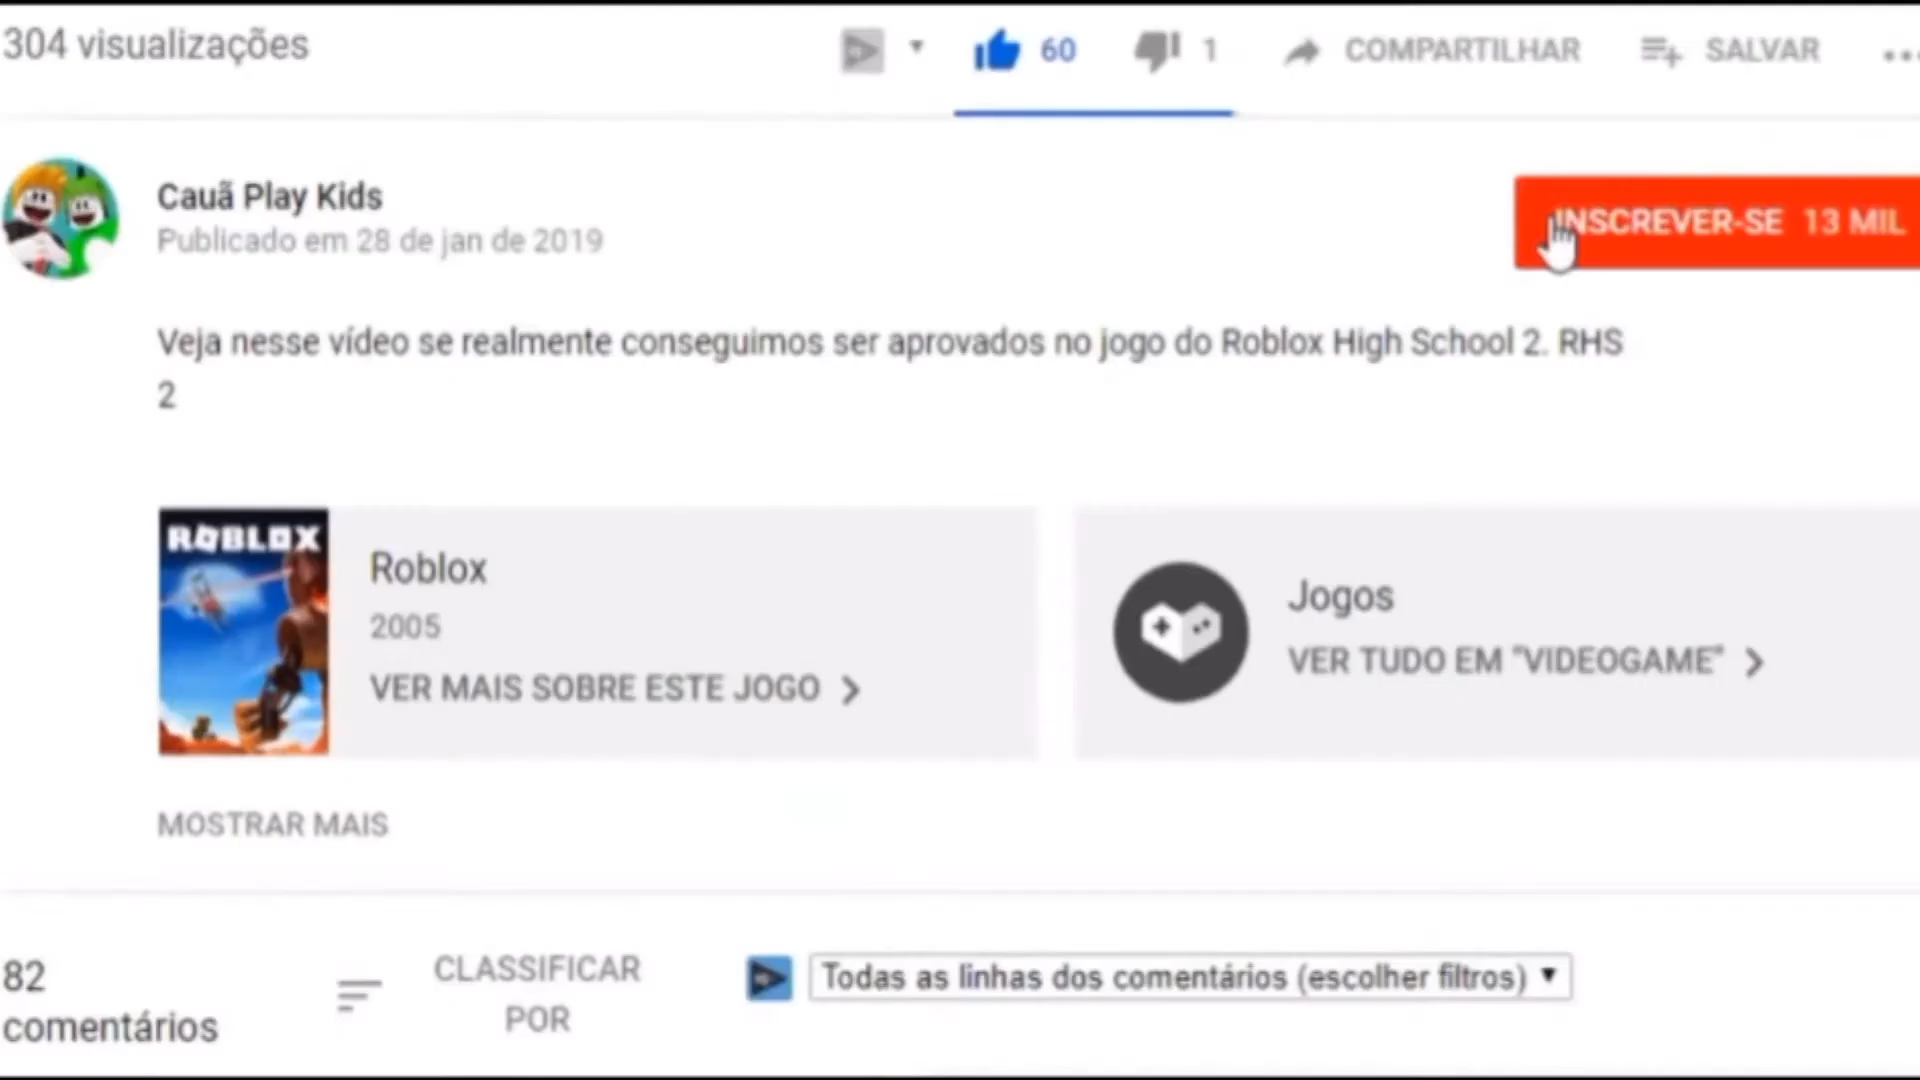 304 visualizações
60
1
COMPARTILHAR
SALVAR
Cauã Play Kids
Publicado em 28 de jan de 2019
INSCREVER-SE 13 MIL
Veja nesse vídeo se realmente conseguimos ser aprovados no jogo do Roblox High School 2. RHS
2
ROBLOX
Roblox
2005
VER MAIS SOBRE ESTE JOGO
Jogos
VER TUDO EM "VIDEOGAME"
MOSTRAR MAIS
82
comentários
CLASSIFICAR
POR
Todas as linhas dos comentários (escolher filtros)